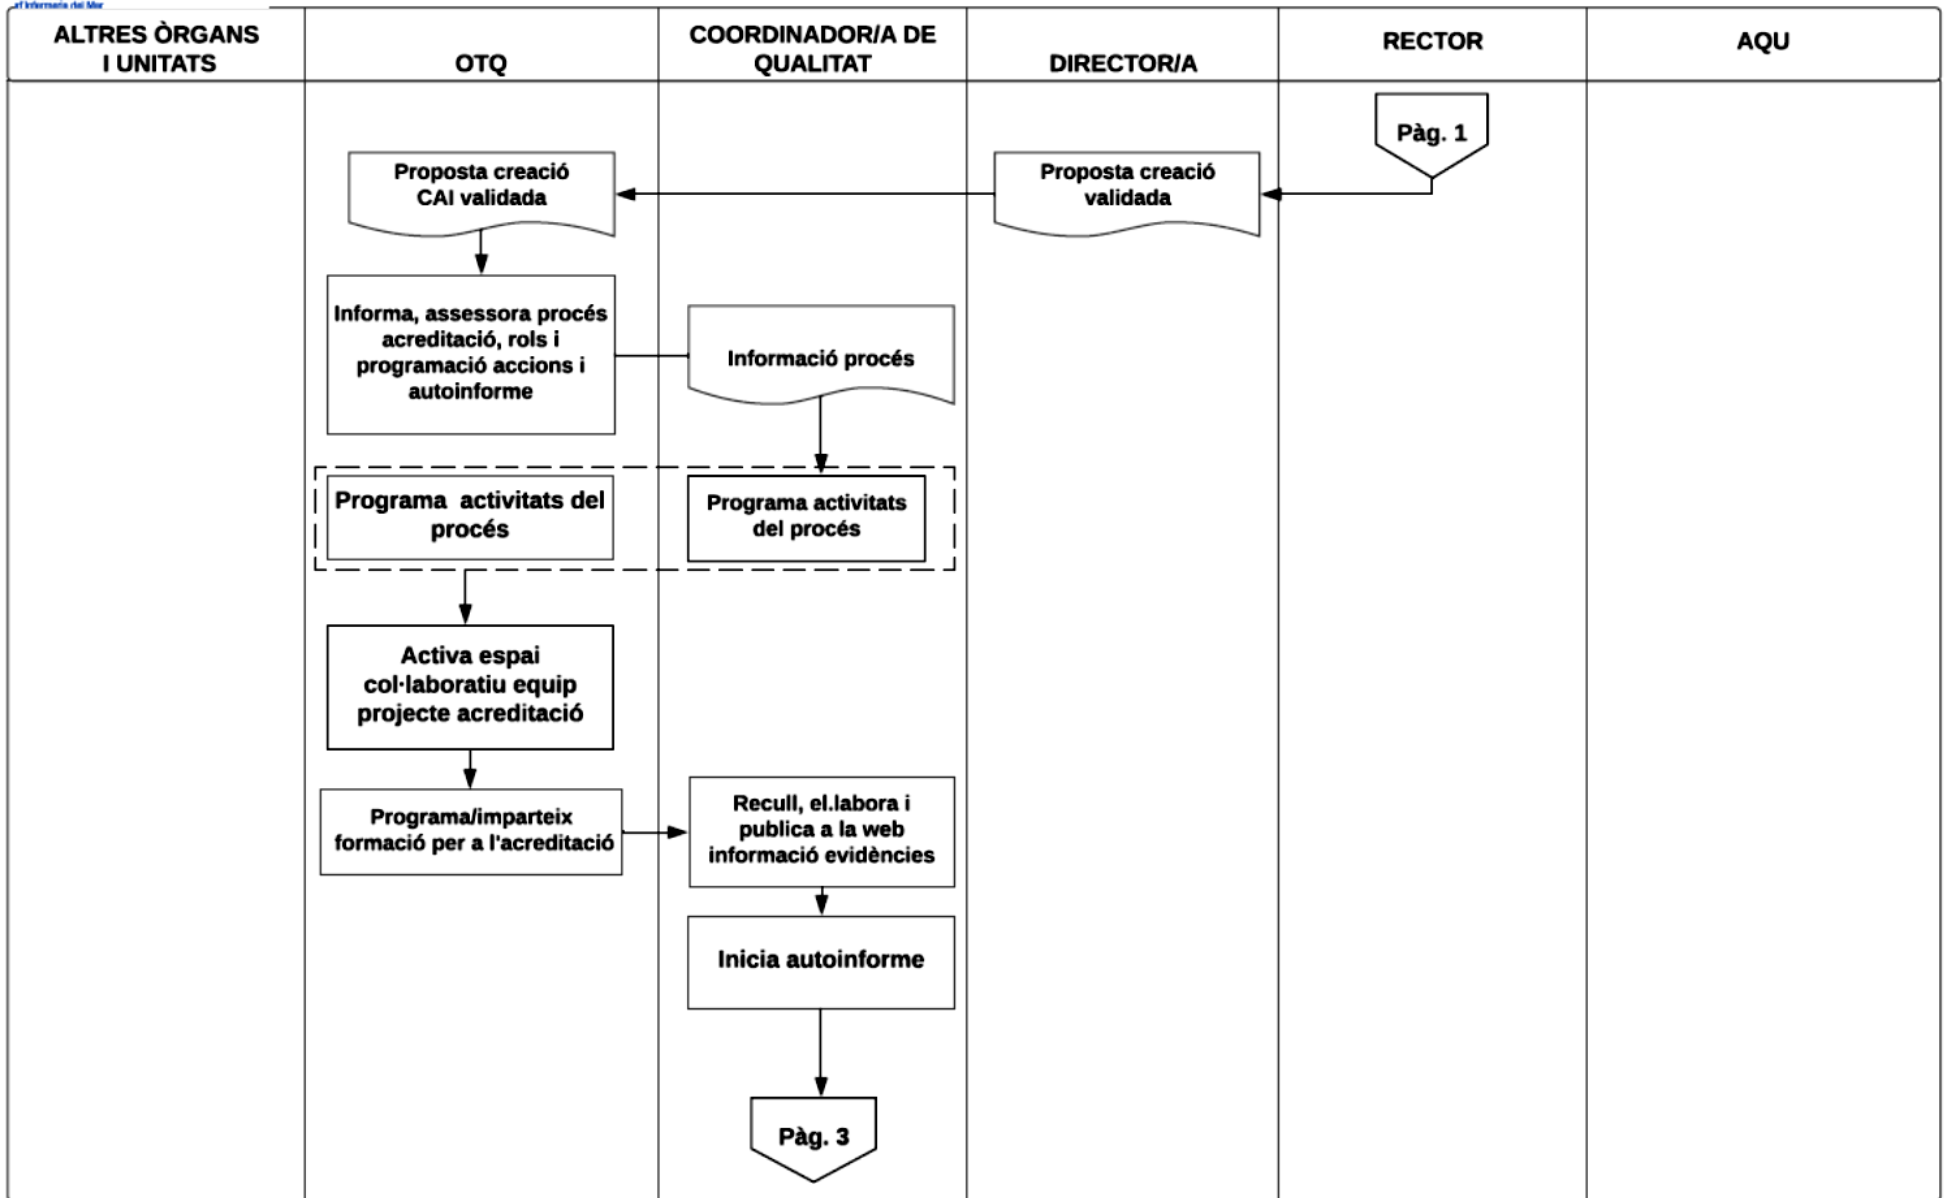 ALTRES ÒRGANS
I UNITATS
OTQ
COORDINADOR/A DE
QUALITAT
DIRECTOR/A
RECTOR
AQU
Pàg. 1
Proposta creació
validada
Proposta creació
CAI validada
Informa, assessora procés
acreditació, rols i
programació accions i
autoinforme
Informació procés
Programa activitats del
procés
Programa activitats
del procés
Activa espai
col·laboratiu equip
projecte acreditació
Programa/imparteix
formació per a l'acreditació
Recull, el.labora i
publica a la web
informació evidències
Inicia autoinforme
Pàg. 3